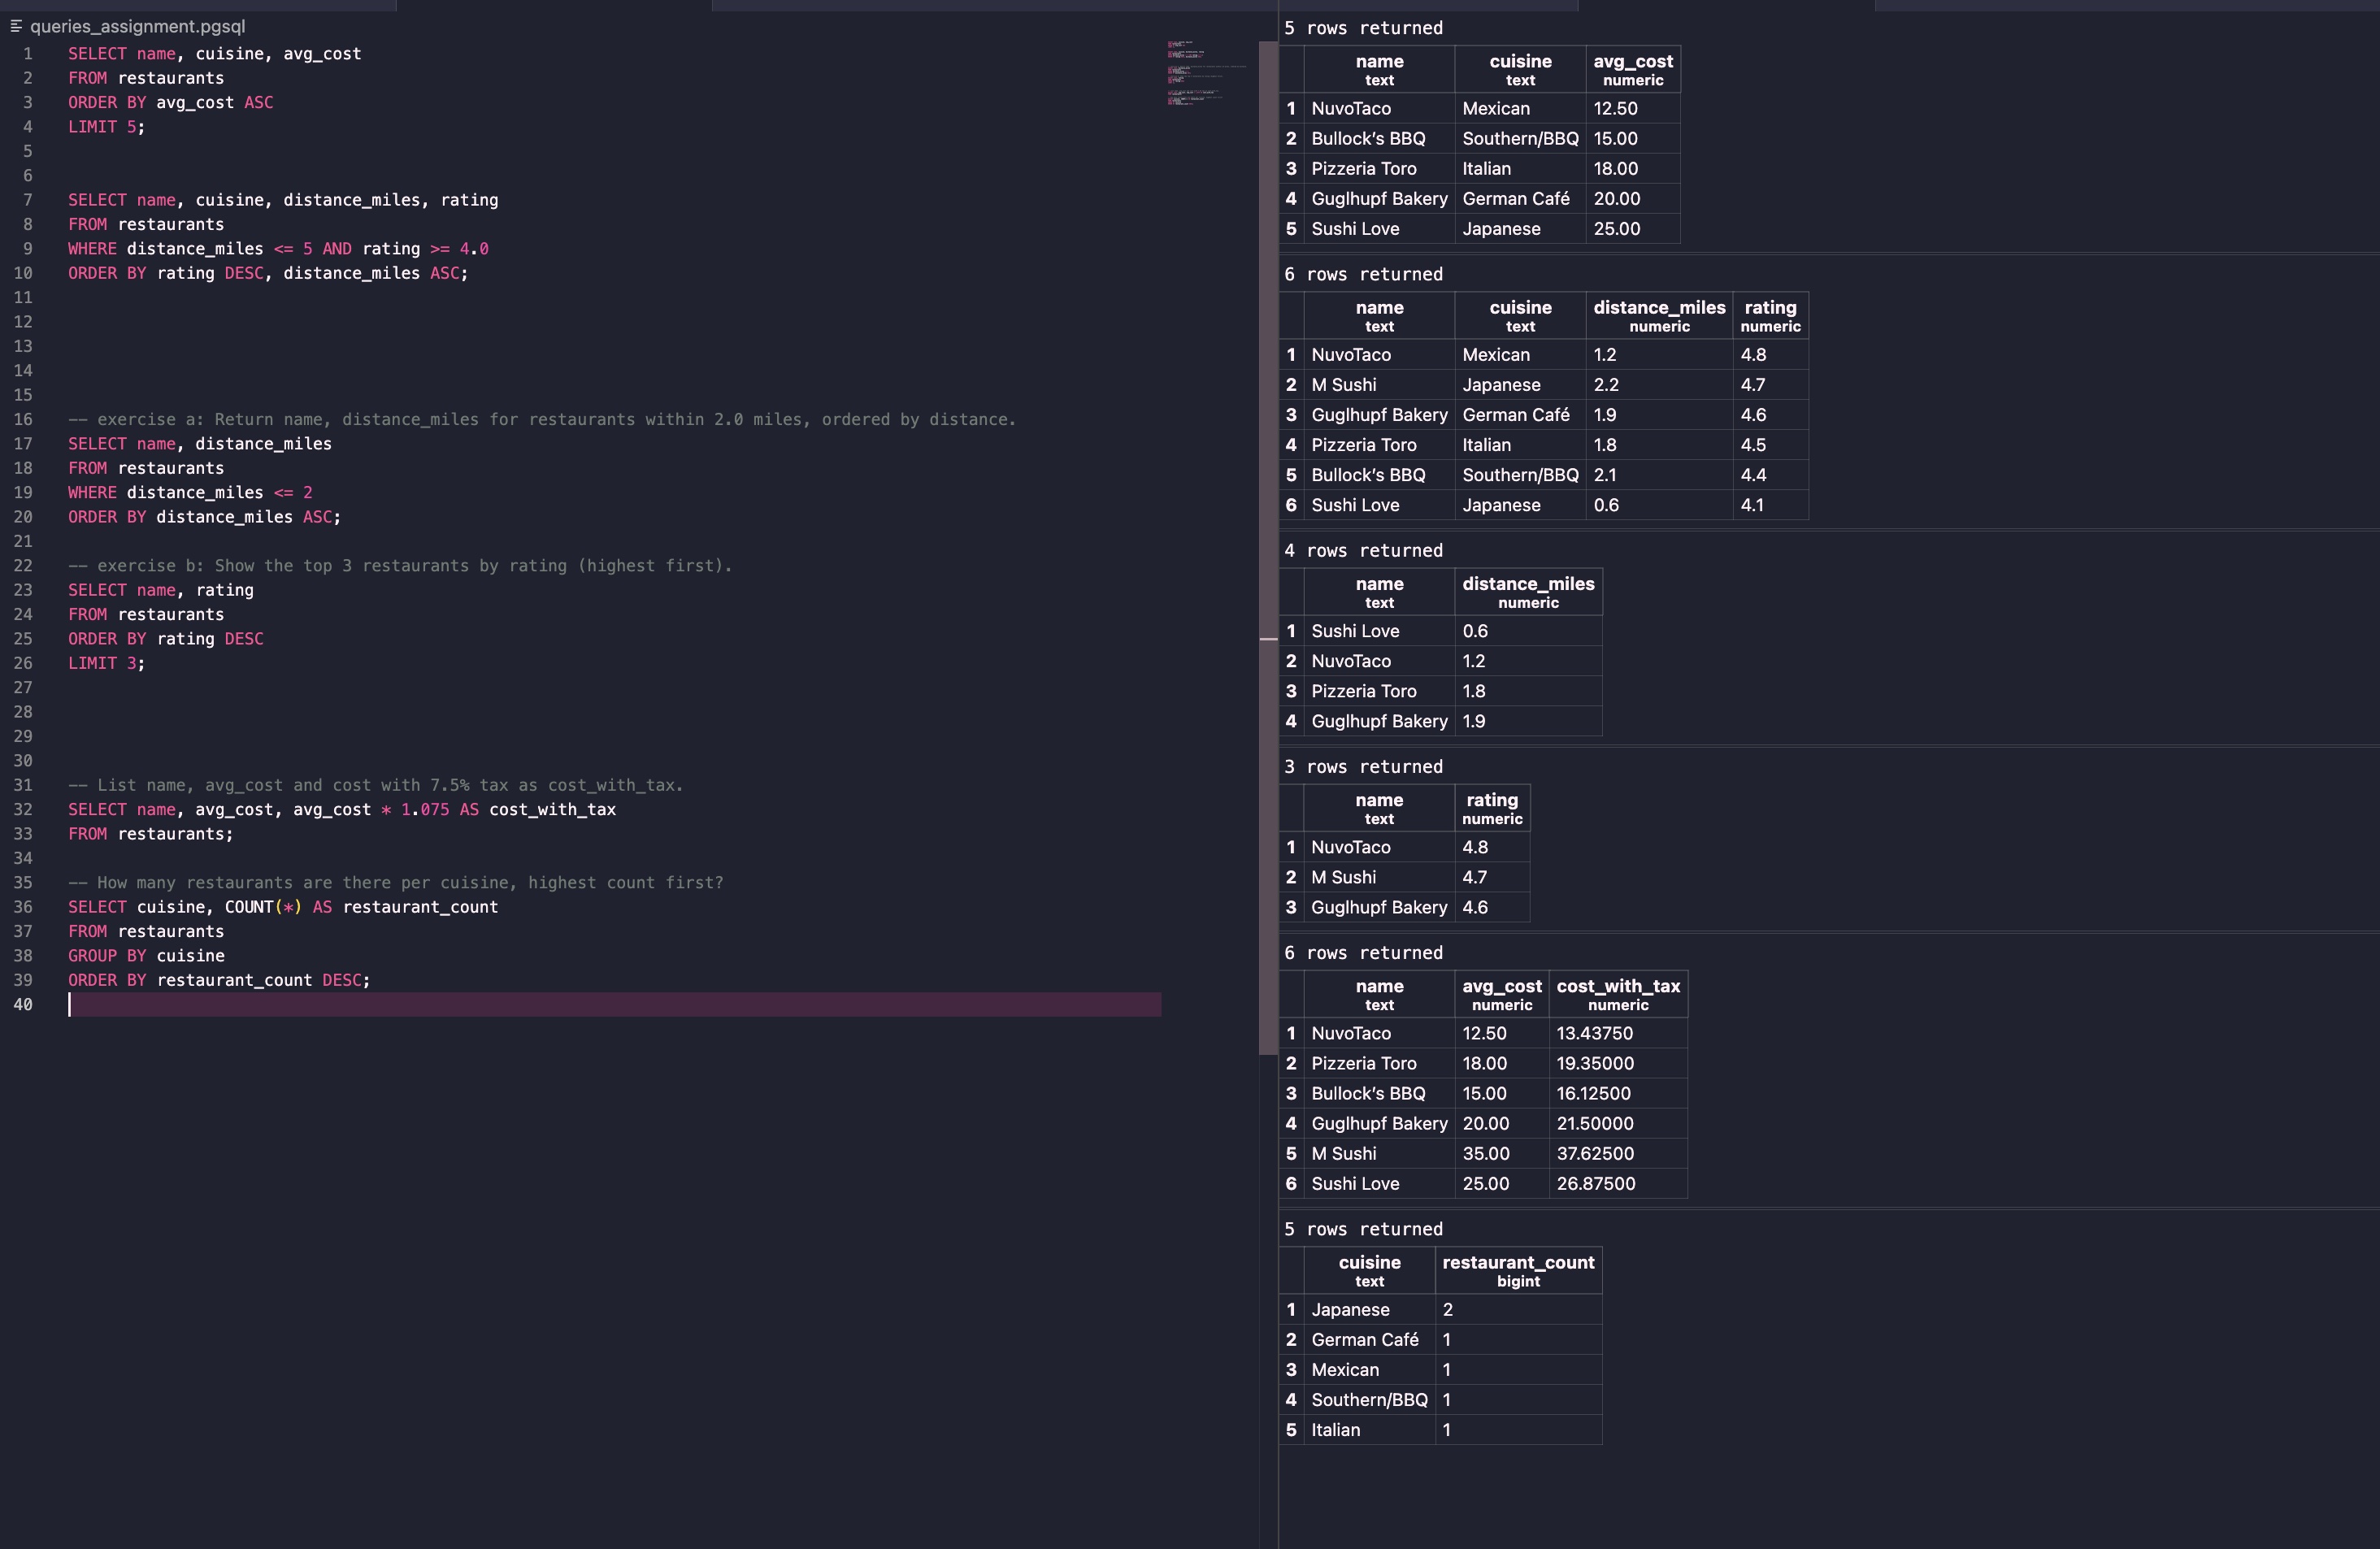 queries_assignment.pgsql
1 SELECT name, cuisine, avg_cost
2 FROM restaurants
3 ORDER BY avg_cost ASC
4 LIMIT 5;
5
6
7 SELECT name, cuisine, distance_miles, rating
8 FROM restaurants
9 WHERE distance_miles <= 5 AND rating >= 4.0
10 ORDER BY rating DESC, distance_miles ASC;
11
12
13
14
15
16 -- exercise a: Return name, distance_miles for restaurants within 2.0 miles, ordered by distance.
17 SELECT name, distance_miles
18 FROM restaurants
19 WHERE distance_miles <= 2
20 ORDER BY distance_miles ASC;
21
22 -- exercise b: Show the top 3 restaurants by rating (highest first).
23 SELECT name, rating
24 FROM restaurants
25 ORDER BY rating DESC
26 LIMIT 3;
27
28
29
30
31 -- List name, avg_cost and cost with 7.5% tax as cost_with_tax.
32 SELECT name, avg_cost, avg_cost * 1.075 AS cost_with_tax
33 FROM restaurants;
34
35 -- How many restaurants are there per cuisine, highest count first?
36 SELECT cuisine, COUNT(*) AS restaurant_count
37 FROM restaurants
38 GROUP BY cuisine
39 ORDER BY restaurant_count DESC;
40
5 rows returned
name cuisine avg_cost
text text numeric
1 NuvoTaco Mexican 12.50
2 Bullock’s BBQ Southern/BBQ 15.00
3 Pizzeria Toro Italian 18.00
4 Guglhupf Bakery German Café 20.00
5 Sushi Love Japanese 25.00
6 rows returned
name cuisine distance_miles rating
text text numeric numeric
1 NuvoTaco Mexican 1.2 4.8
2 M Sushi Japanese 2.2 4.7
3 Guglhupf Bakery German Café 1.9 4.6
4 Pizzeria Toro Italian 1.8 4.5
5 Bullock’s BBQ Southern/BBQ 2.1 4.4
6 Sushi Love Japanese 0.6 4.1
4 rows returned
name distance_miles
text numeric
1 Sushi Love 0.6
2 NuvoTaco 1.2
3 Pizzeria Toro 1.8
4 Guglhupf Bakery 1.9
3 rows returned
name rating
text numeric
1 NuvoTaco 4.8
2 M Sushi 4.7
3 Guglhupf Bakery 4.6
6 rows returned
name avg_cost cost_with_tax
text numeric numeric
1 NuvoTaco 12.50 13.43750
2 Pizzeria Toro 18.00 19.35000
3 Bullock’s BBQ 15.00 16.12500
4 Guglhupf Bakery 20.00 21.50000
5 M Sushi 35.00 37.62500
6 Sushi Love 25.00 26.87500
5 rows returned
cuisine restaurant_count
text bigint
1 Japanese 2
2 German Café 1
3 Mexican 1
4 Southern/BBQ 1
5 Italian 1